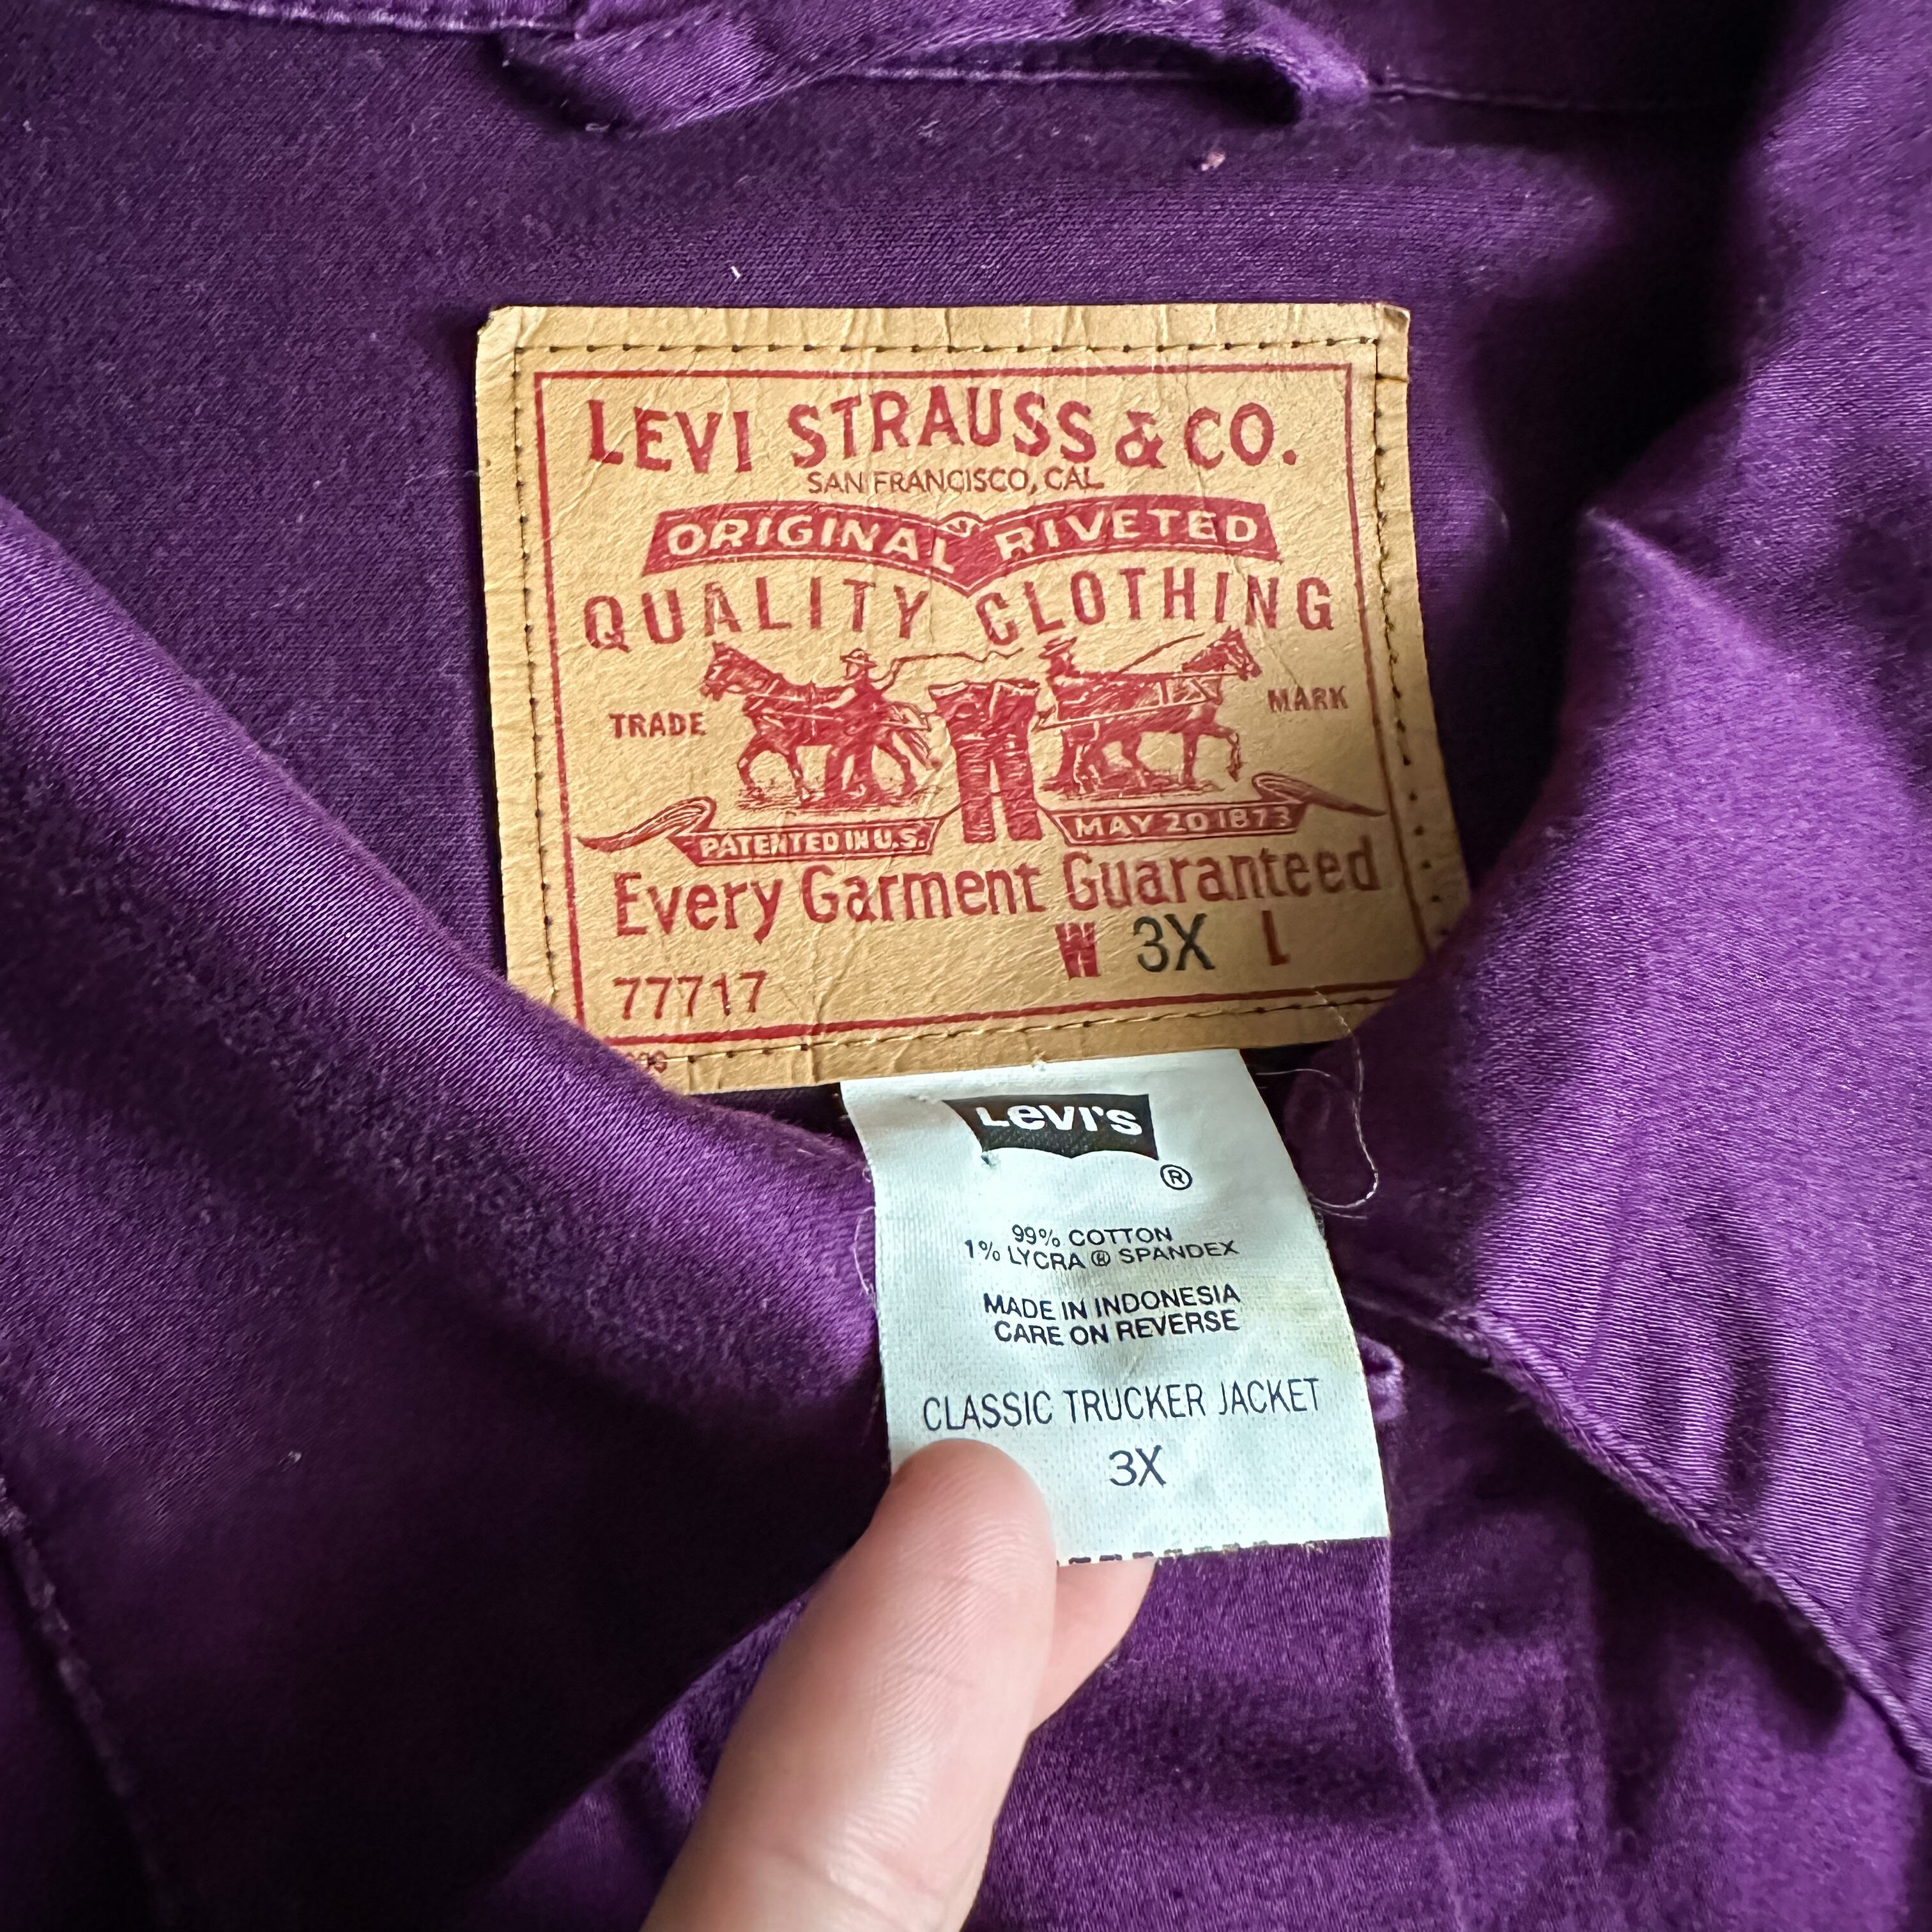 LEVI STRAUSS & CO.
SAN FRANCISCO, CAL
ORIGINAL RIVETED
QUALITY CLOTHING
TRADE MARK
PATENTED IN U.S. MAY 20 1873
Every Garment Guaranteed
W 3X L
77717
Levi's
®
99% COTTON
1% LYCRA ® SPANDEX
MADE IN INDONESIA
CARE ON REVERSE
CLASSIC TRUCKER JACKET
3X